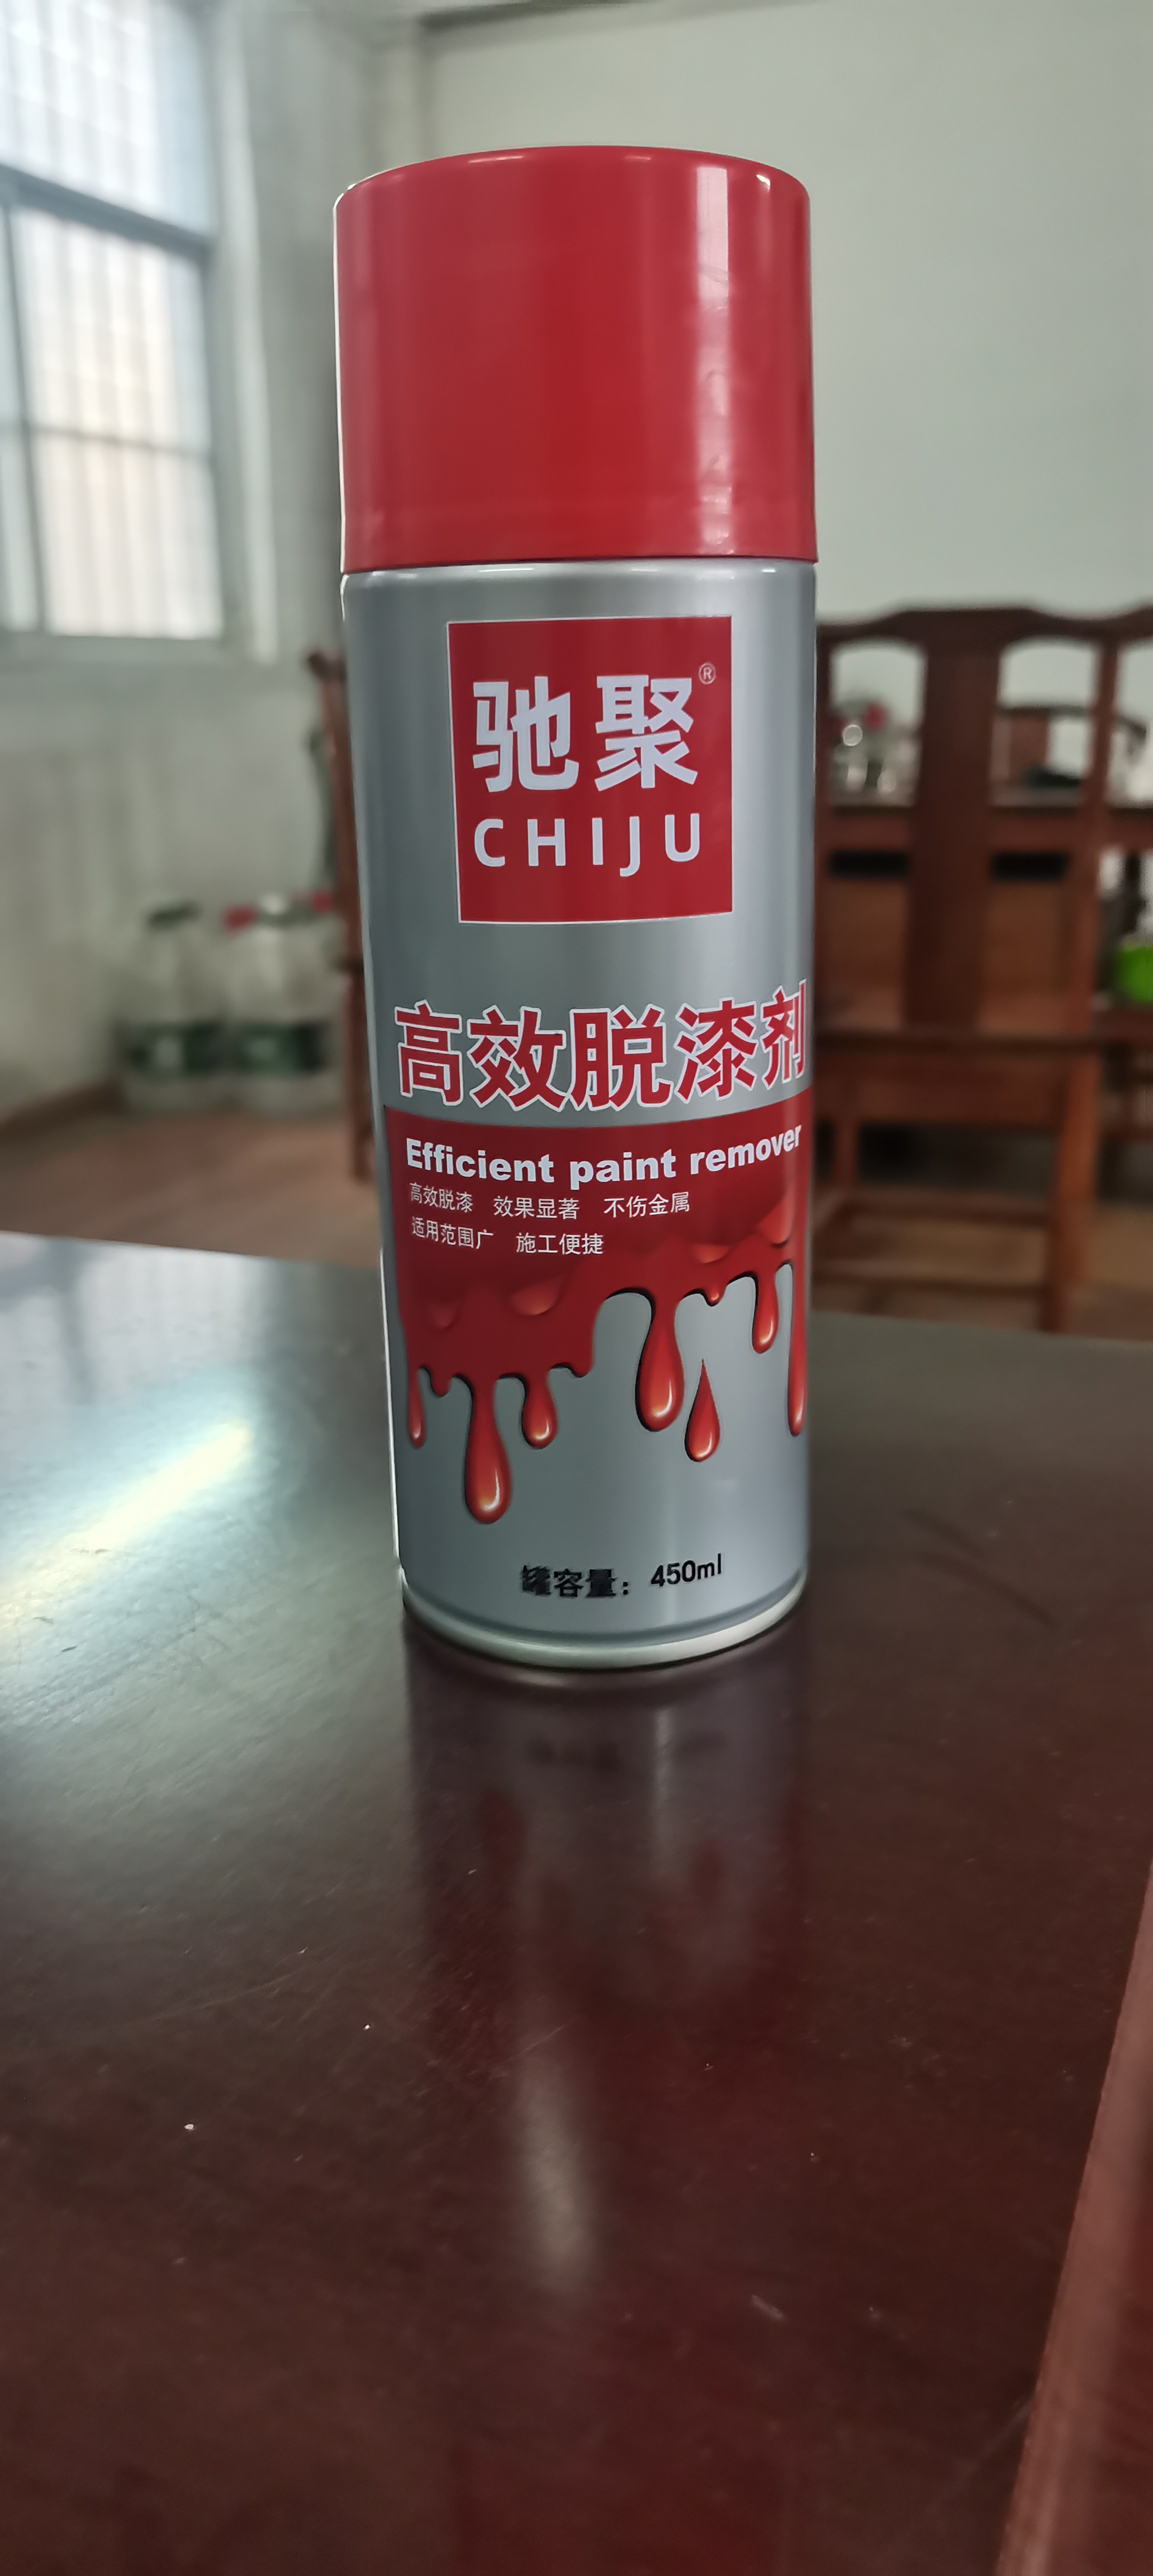 驰聚®
CHIJU
高效脱漆剂
Efficient paint remover
高效脱漆 效果显著 不伤金属
适用范围广 施工便捷
罐容量：450ml